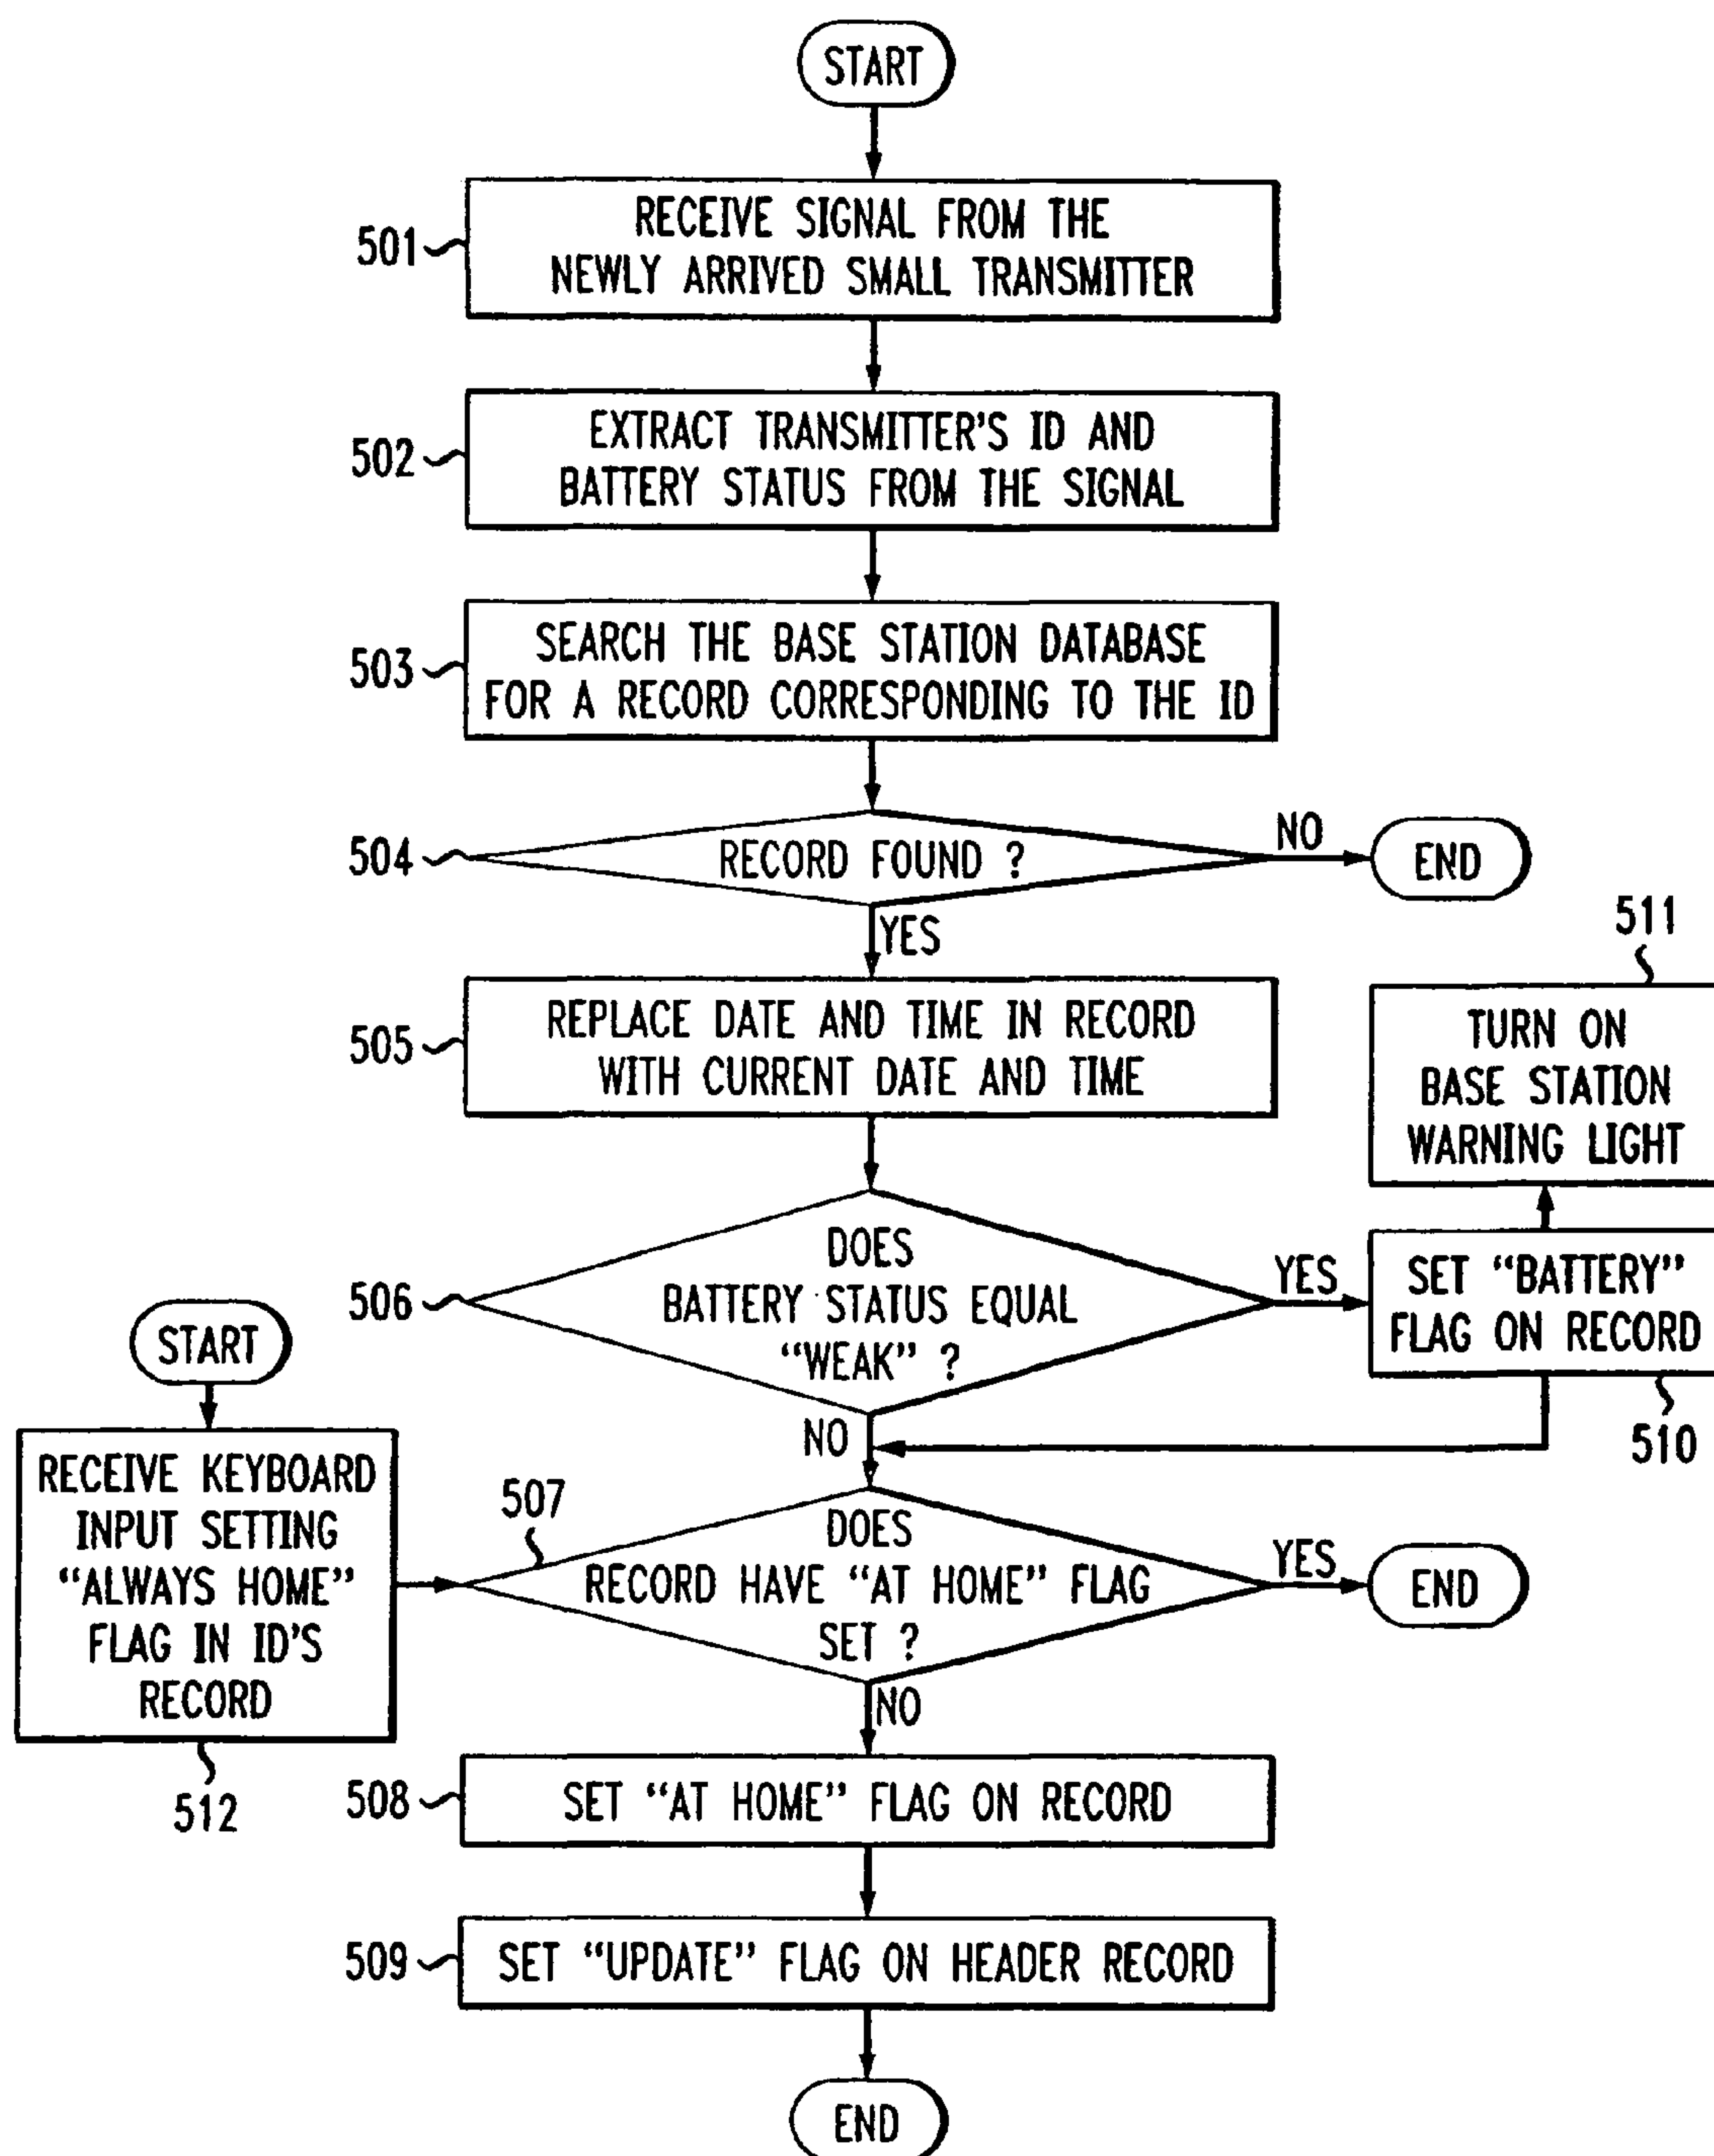 START
501
RECEIVE SIGNAL FROM THE
NEWLY ARRIVED SMALL TRANSMITTER
502
EXTRACT TRANSMITTER'S ID AND
BATTERY STATUS FROM THE SIGNAL
503
SEARCH THE BASE STATION DATABASE
FOR A RECORD CORRESPONDING TO THE ID
504
RECORD FOUND ?
NO
END
YES
505
REPLACE DATE AND TIME IN RECORD
WITH CURRENT DATE AND TIME
511
TURN ON
BASE STATION
WARNING LIGHT
506
DOES
BATTERY STATUS EQUAL
“WEAK” ?
YES
SET “BATTERY”
FLAG ON RECORD
510
NO
START
RECEIVE KEYBOARD
INPUT SETTING
“ALWAYS HOME”
FLAG IN ID'S
RECORD
512
507
DOES
RECORD HAVE “AT HOME” FLAG
SET ?
YES
END
NO
508
SET “AT HOME” FLAG ON RECORD
509
SET “UPDATE” FLAG ON HEADER RECORD
END